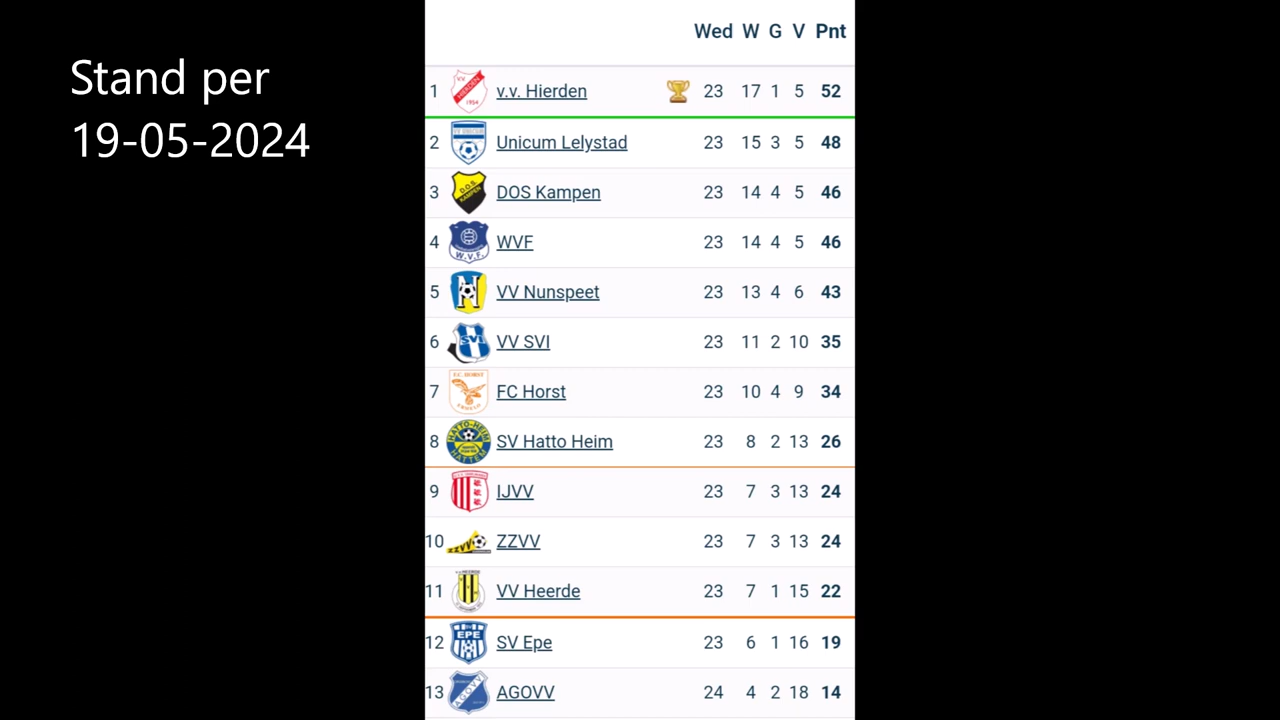 Stand per
19-05-2024
Wed W G V Pnt
1 v.v. Hierden 23 17 1 5 52
2 Unicum Lelystad 23 15 3 5 48
3 DOS Kampen 23 14 4 5 46
4 WVF 23 14 4 5 46
5 VV Nunspeet 23 13 4 6 43
6 VV SVI 23 11 2 10 35
7 FC Horst 23 10 4 9 34
8 SV Hatto Heim 23 8 2 13 26
9 IJVV 23 7 3 13 24
10 ZZVV 23 7 3 13 24
11 VV Heerde 23 7 1 15 22
12 SV Epe 23 6 1 16 19
13 AGOVV 24 4 2 18 14